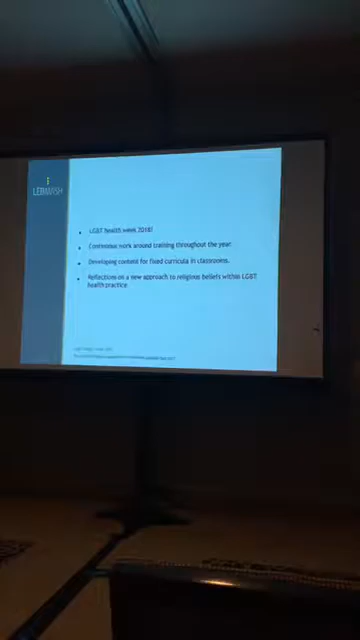 LEBMASH
LGBT health week 2018!
Continuous work around training throughout the year.
Developing content for fixed curricula in classrooms.
Reflections on a new approach to religious beliefs within LGBT
health practice.